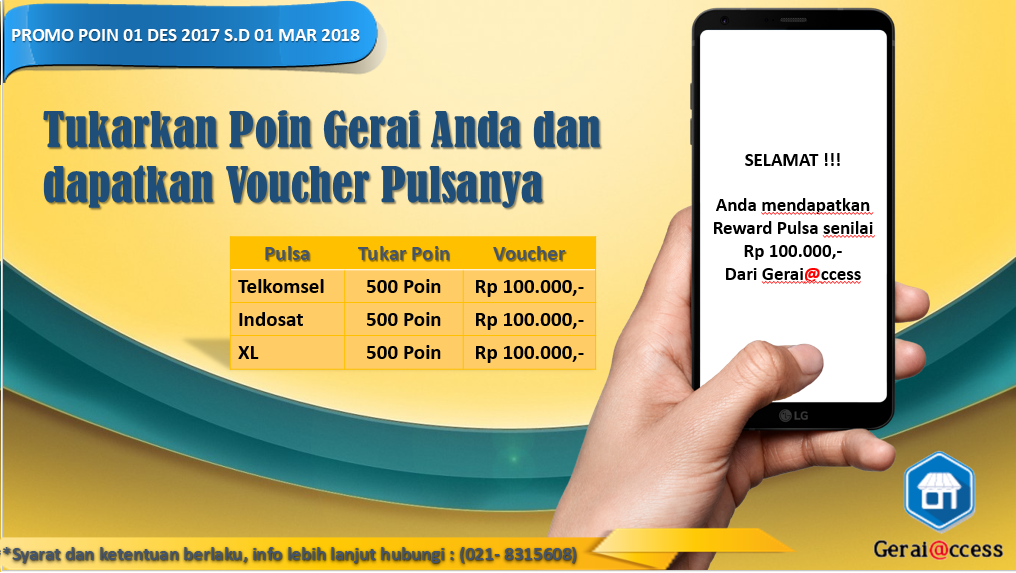 PROMO POIN 01 DES 2017 S.D 01 MAR 2018
Tukarkan Poin Gerai Anda dan
dapatkan Voucher Pulsanya
Pulsa Tukar Poin Voucher
Telkomsel 500 Poin Rp 100.000,-
Indosat 500 Poin Rp 100.000,-
XL 500 Poin Rp 100.000,-
SELAMAT !!!
Anda mendapatkan
Reward Pulsa senilai
Rp 100.000,-
Dari Gerai@ccess
LG
Gerai@ccess
**Syarat dan ketentuan berlaku, info lebih lanjut hubungi : (021- 8315608)